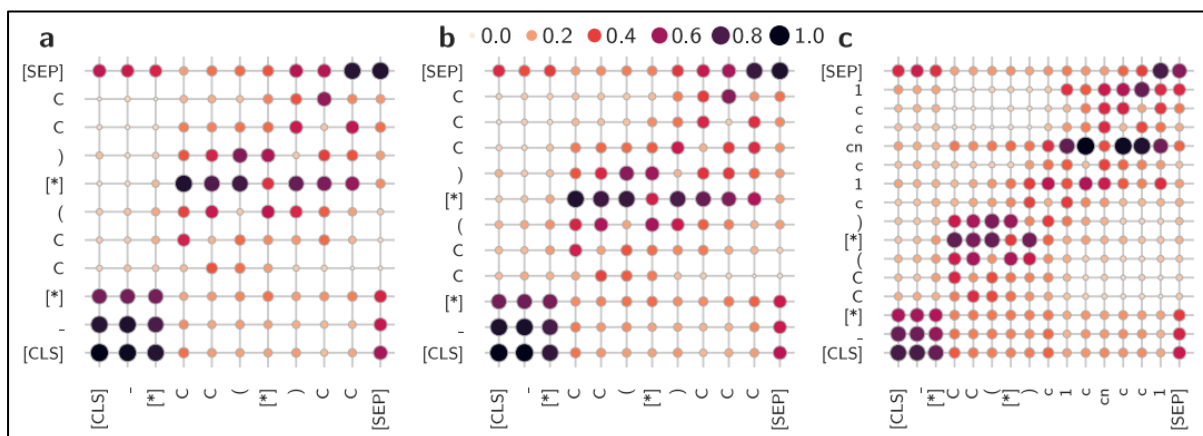 a
[SEP]
C
C
)
[*]
(
C
C
[*]
-
[CLS]
[CLS] - [*] C C ( [*] ) C C [SEP]
b 0.0 0.2 0.4 0.6 0.8 1.0
[SEP]
C
C
C
)
[*]
(
C
C
[*]
-
[CLS]
[CLS] - [*] C C ( [*] ) C C C [SEP]
c
[SEP]
1
c
c
cn
c
1
c
)
[*]
(
C
C
[*]
-
[CLS]
[CLS] - [*] C C ( [*] ) c 1 c cn c c 1 [SEP]